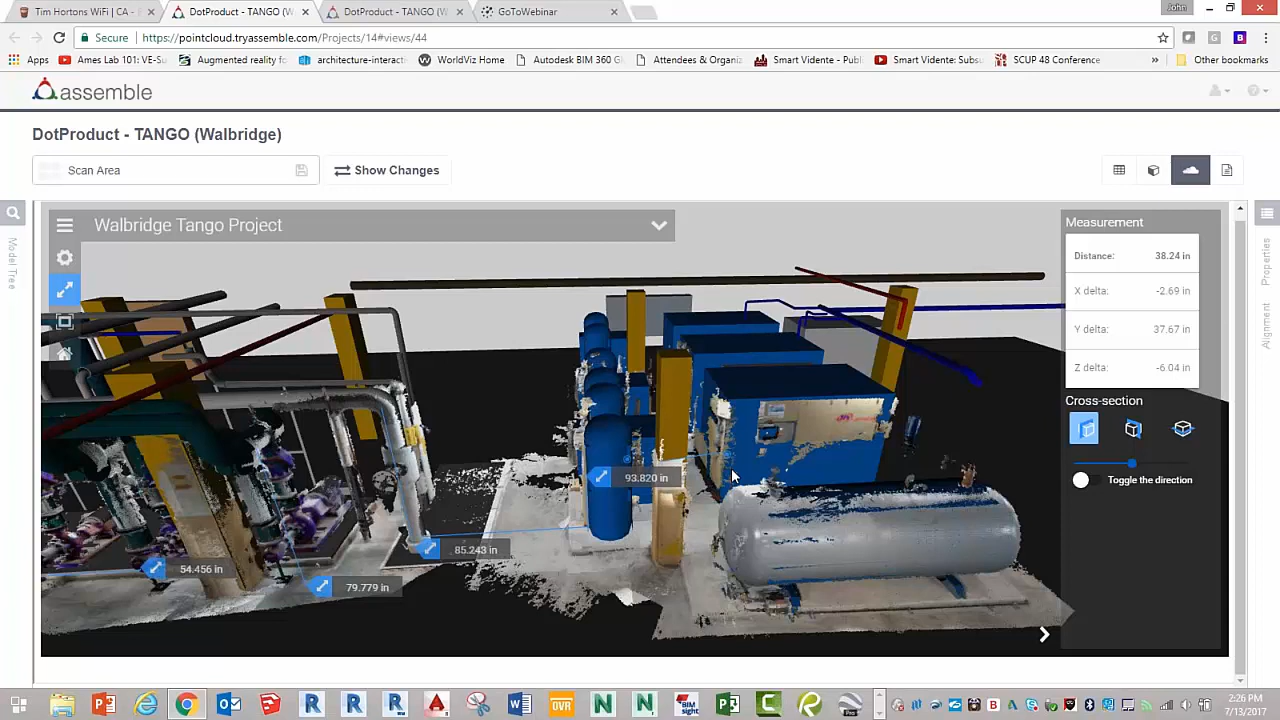 Tim Hortons WiFi | CA -
DotProduct - TANGO (W
DotProduct - TANGO (W
GoToWebinar
John
Secure
https://pointcloud.tryassemble.com/Projects/14#views/44
Apps
Ames Lab 101: VE-Su
Augmented reality fo
architecture-interact
WorldViz Home
Autodesk BIM 360 Gl
Attendees & Organiz
Smart Vidente - Publ
Smart Vidente: Subsu
SCUP 48 Conference
»
Other bookmarks
assemble
DotProduct - TANGO (Walbridge)
Scan Area
Show Changes
Model Tree
Walbridge Tango Project
Measurement
Distance: 38.24 in
X delta: -2.69 in
Y delta: 37.67 in
Z delta: -6.04 in
Cross-section
Toggle the direction
Properties
Alignment
93.820 in
85.243 in
54.456 in
79.779 in
OVR
2:26 PM
7/13/2017